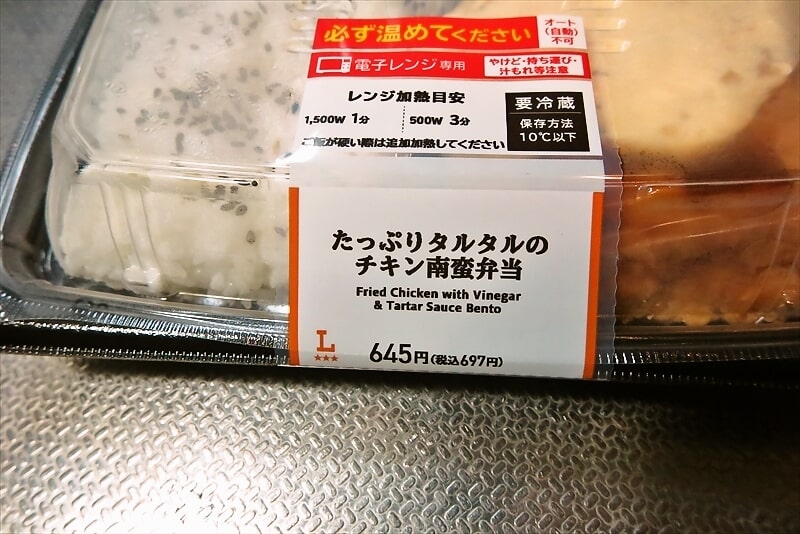 必ず温めてください
オート
(自動)
不可
電子レンジ専用
やけど・持ち運び・
汁もれ等注意
レンジ加熱目安
1,500W 1分 500W 3分
ご飯が硬い際は追加加熱してください
要冷蔵
保存方法
10℃以下
たっぷりタルタルの
チキン南蛮弁当
Fried Chicken with Vinegar
& Tartar Sauce Bento
L
★★★
645円(税込697円)